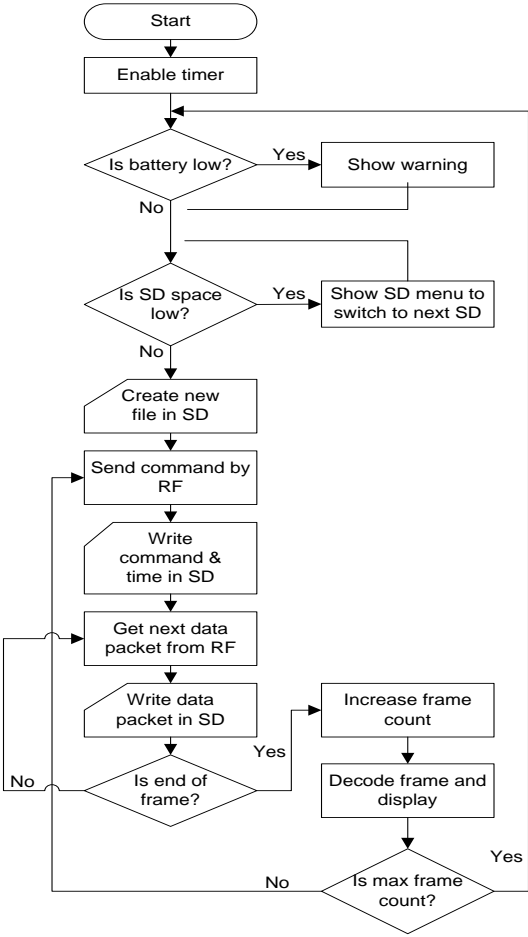 Start
Enable timer
Is battery low?
Yes
Show warning
No
Is SD space
low?
Yes
Show SD menu to
switch to next SD
No
Create new
file in SD
Send command by
RF
Write
command &
time in SD
Get next data
packet from RF
Write data
packet in SD
Is end of
frame?
No
Yes
Increase frame
count
Decode frame and
display
Is max frame
count?
No
Yes